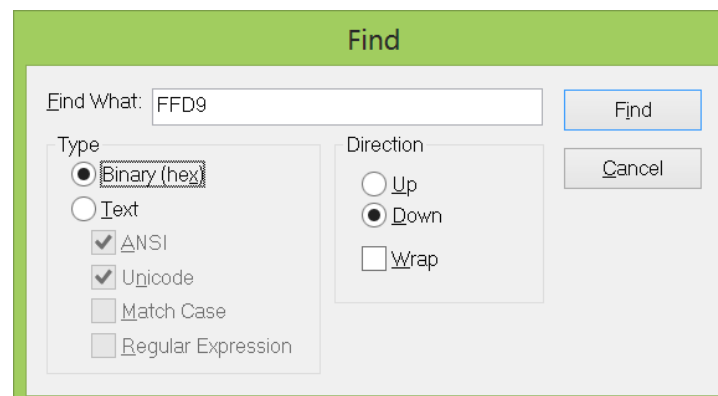 Find
Find What: FFD9
Find
Cancel
Type
Binary (hex)
Text
ANSI
Unicode
Match Case
Regular Expression
Direction
Up
Down
Wrap